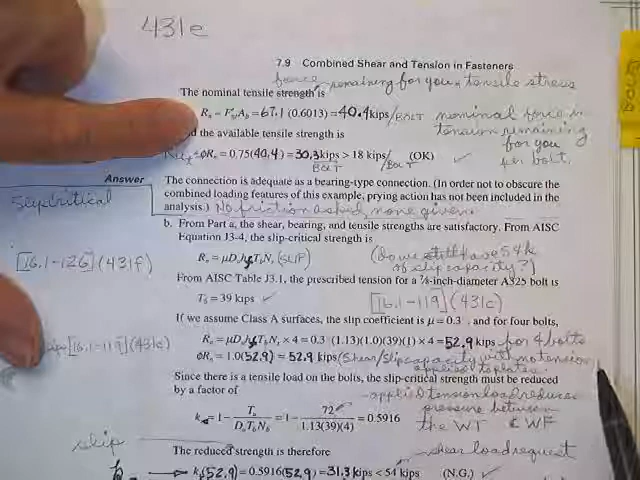 431e
7.9 Combined Shear and Tension in Fasteners
The nominal tensile strength is
force remaining for you, tensile stress
Rₙ = F'ₙₜAb = 67.1 (0.6013) = 40.4 kips/BOLT
nominal force in
tension remaining
for you
per bolt.
the available tensile strength is
ϕRₙ = 0.75(40.4) = 30.3 kips > 18 kips/BOLT (OK) ✓
BOLT
Answer
The connection is adequate as a bearing-type connection. (In order not to obscure the
combined loading features of this example, prying action has not been included in the
analysis.) No friction asked, none given.
Slip critical
b. From Part a, the shear, bearing, and tensile strengths are satisfactory. From AISC
Equation J3-4, the slip-critical strength is
[16.1-126] (431f)
Rₙ = μDᵤhfTbNₛ (SLIP)
(Do we still have 54k
of slip capacity?)
From AISC Table J3.1, the prescribed tension for a 7/8-inch-diameter A325 bolt is
Tb = 39 kips ✓
[16.1-119] (431c)
If we assume Class A surfaces, the slip coefficient is μ = 0.3 and for four bolts,
[16.1-119] (431c)
Rₙ = μDᵤhfTbNₛ × 4 = 0.3 (1.13)(1.0)(39)(1) × 4 = 52.9 kips for 4 bolts
ϕRₙ = 1.0(52.9) = 52.9 kips (Shear/Slip capacity with no tension
applied to plates.
Since there is a tensile load on the bolts, the slip-critical strength must be reduced
by a factor of
applied tension load reduces
pressure between
the WT & WF
k = 1 - Tᵤ/DᵤTbNb = 1 - 72/1.13(39)(4) = 0.5916
slip
The reduced strength is therefore
shear load request
k(52.9) = 0.5916(52.9) = 31.3 kips < 54 kips (N.G.) ✓